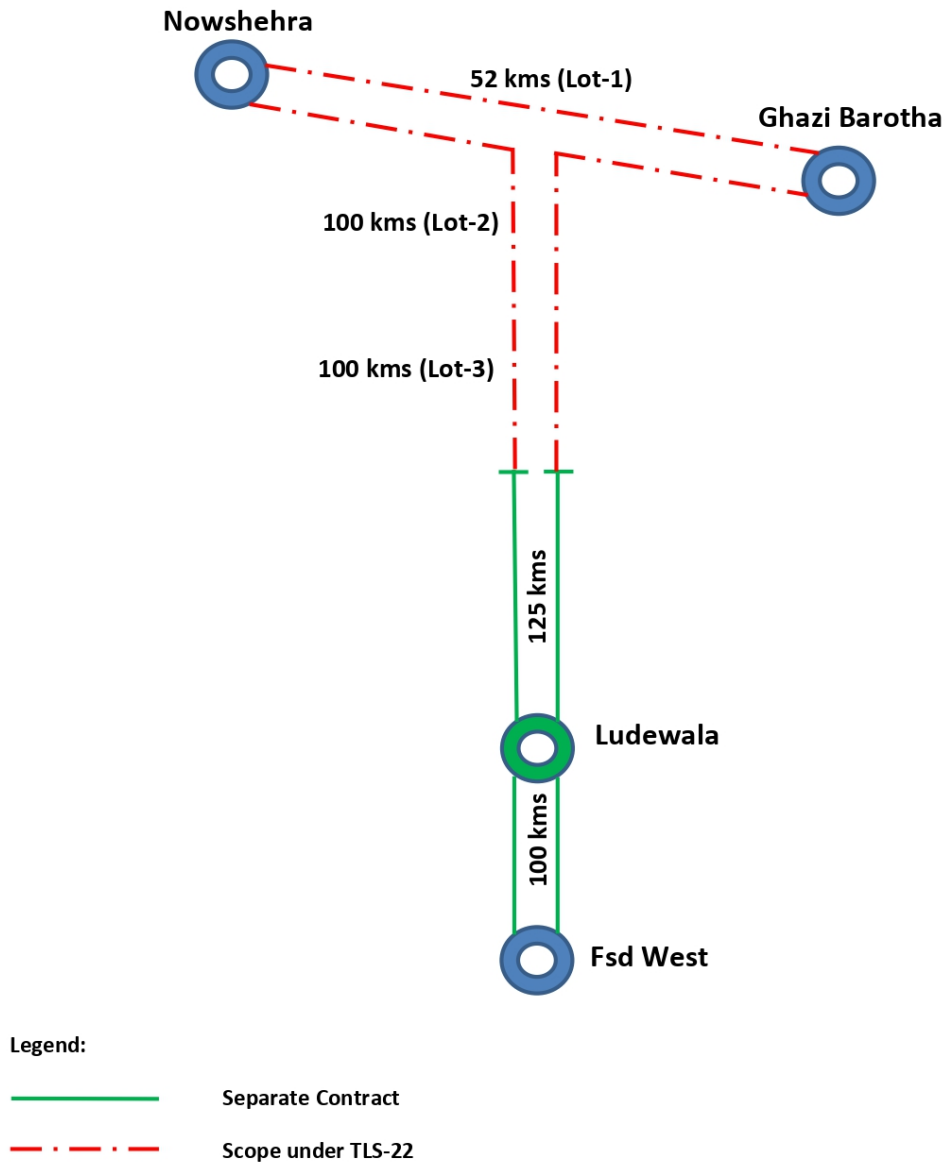 Nowshehra
52 kms (Lot-1)
Ghazi Barotha
100 kms (Lot-2)
100 kms (Lot-3)
125 kms
Ludewala
100 kms
Fsd West
Legend:
Separate Contract
Scope under TLS-22